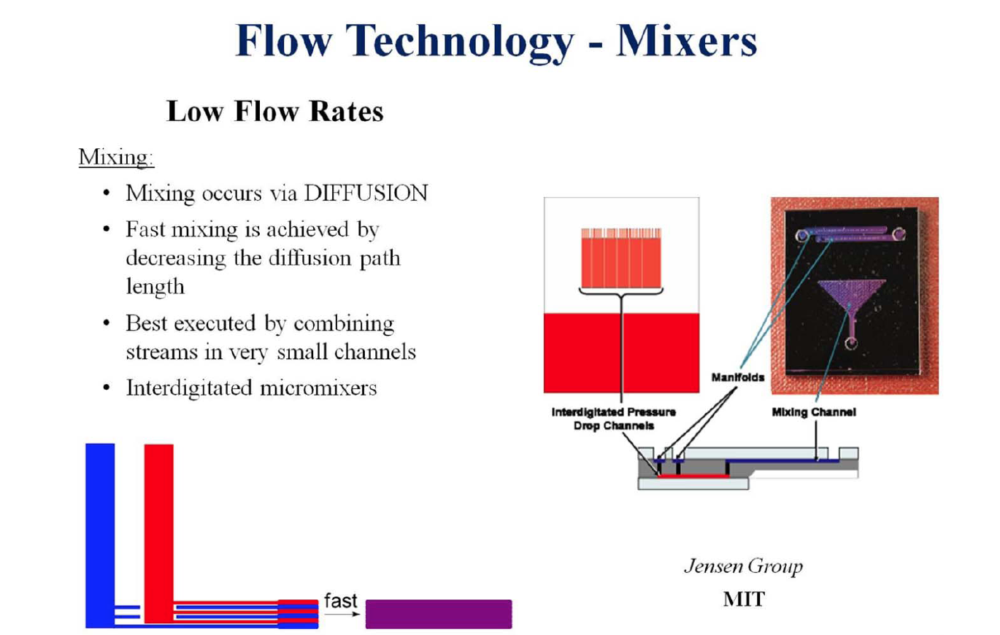 Flow Technology - Mixers
Low Flow Rates
Mixing:
• Mixing occurs via DIFFUSION
• Fast mixing is achieved by
decreasing the diffusion path
length
• Best executed by combining
streams in very small channels
• Interdigitated micromixers
Manifolds
Interdigitated Pressure
Drop Channels
Mixing Channel
fast
Jensen Group
MIT